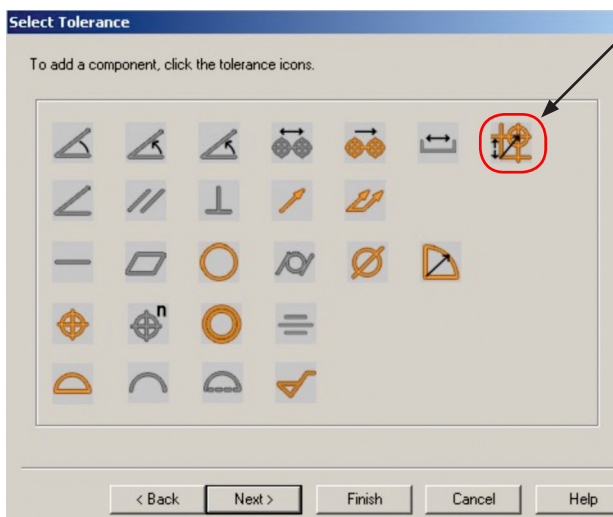 Select Tolerance
To add a component, click the tolerance icons.
n
< Back Next > Finish Cancel Help